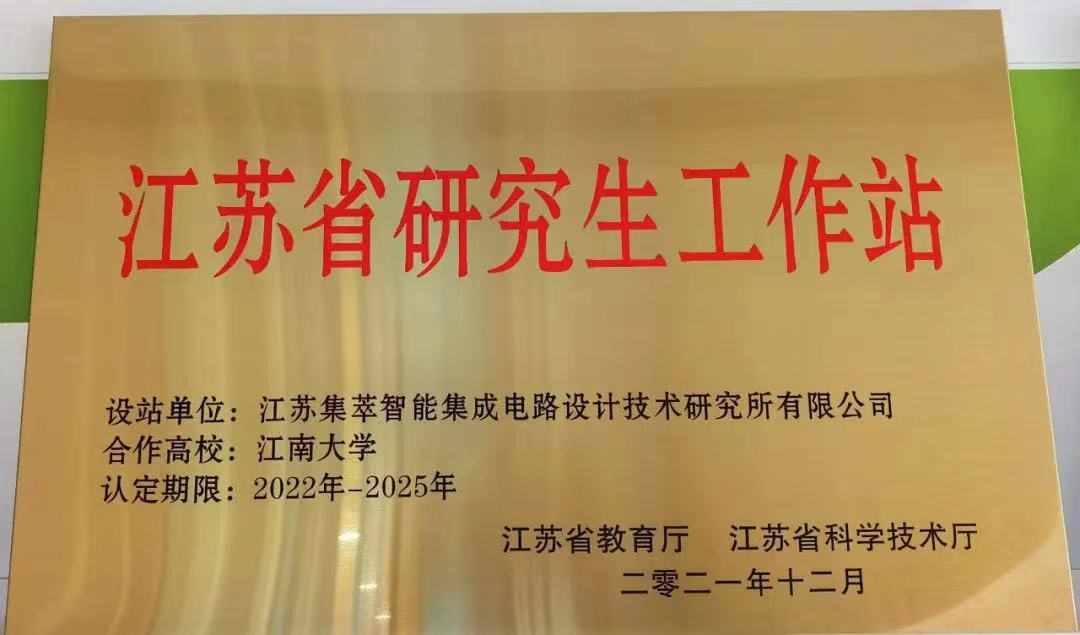 江苏省研究生工作站
设站单位：江苏集萃智能集成电路设计技术研究所有限公司
合作高校：江南大学
认定期限：2022年-2025年
江苏省教育厅 江苏省科学技术厅
二零二一年十二月